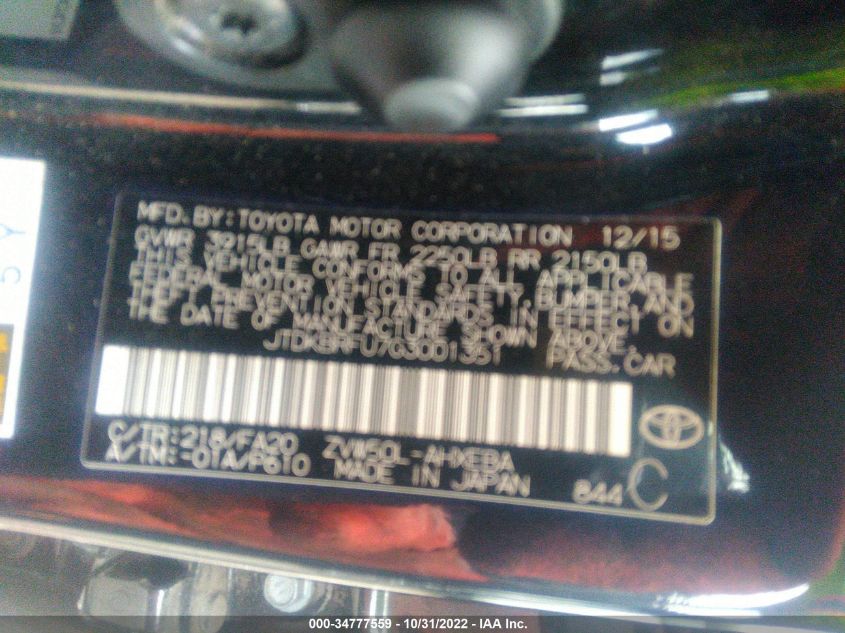 MFD.BY:TOYOTA MOTOR CORPORATION 12/15
GVWR 3915LB GAWR FR 2250LB RR 2150LB
THIS VEHICLE CONFORMS TO ALL APPLICABLE
FEDERAL MOTOR VEHICLE SAFETY, BUMPER AND
THEFT PREVENTION STANDARDS IN EFFECT ON
THE DATE OF MANUFACTURE SHOWN ABOVE.
JTDKBRFU7G3001351 PASS.CAR
C/TR:218/FA20 ZVW50L-AHXEBA
A/TM:-01A/P610 MADE IN JAPAN 844 C
000-34777559 - 10/31/2022 - IAA Inc.